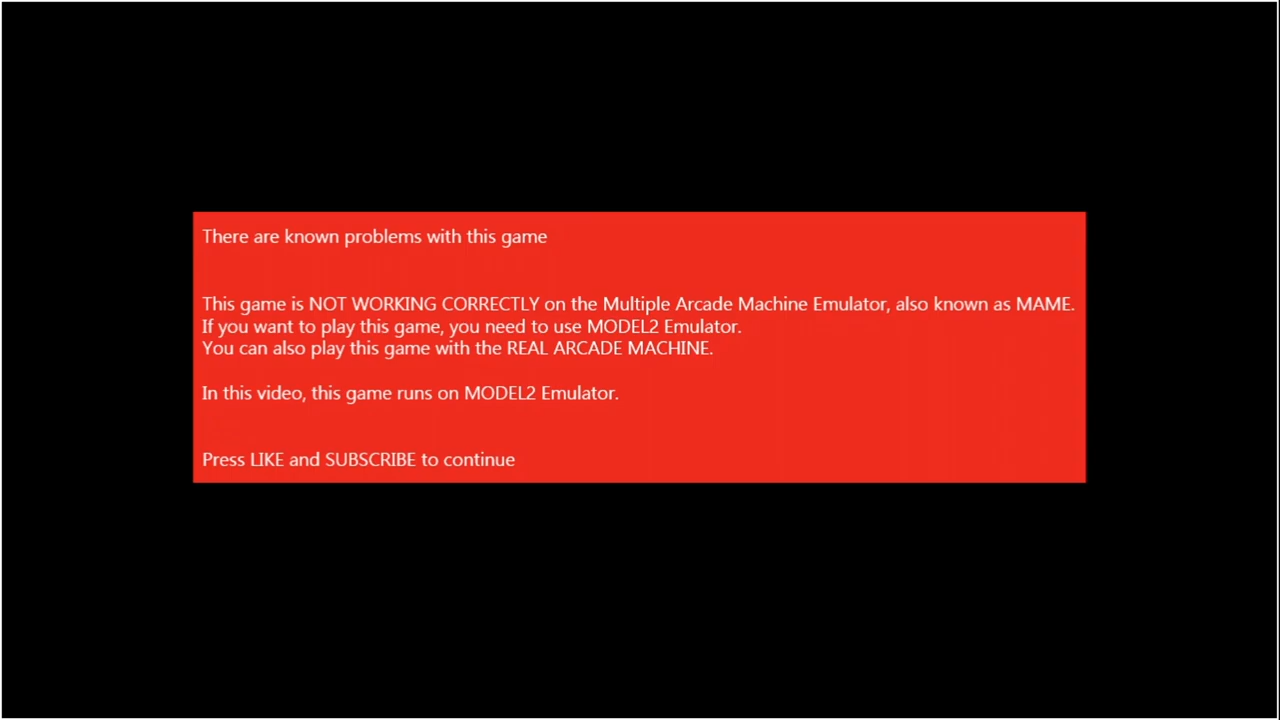 There are known problems with this game
This game is NOT WORKING CORRECTLY on the Multiple Arcade Machine Emulator, also known as MAME.
If you want to play this game, you need to use MODEL2 Emulator.
You can also play this game with the REAL ARCADE MACHINE.
In this video, this game runs on MODEL2 Emulator.
Press LIKE and SUBSCRIBE to continue